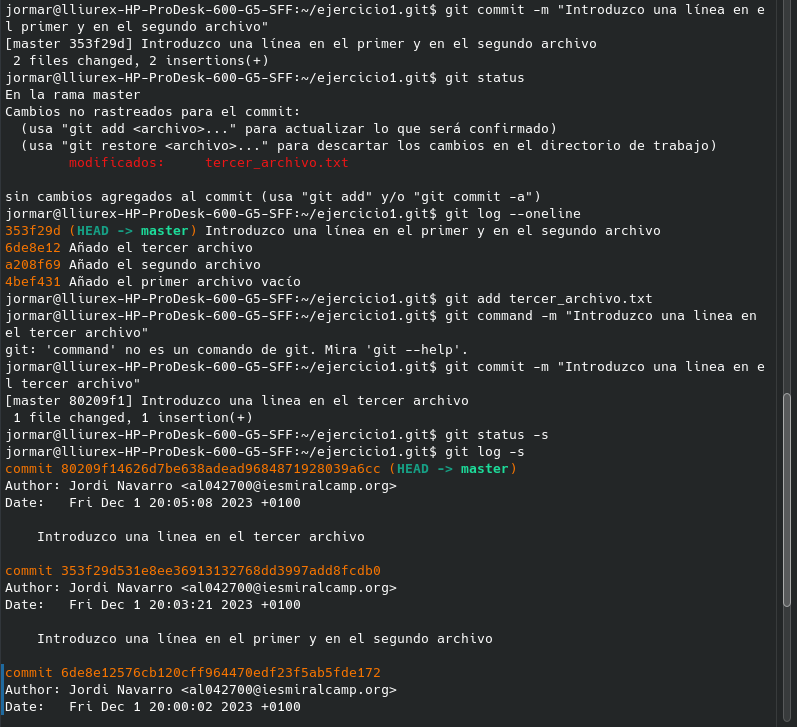 jormar@lliurex-HP-ProDesk-600-G5-SFF:~/ejercicio1.git$ git commit -m "Introduzco una línea en e
l primer y en el segundo archivo"
[master 353f29d] Introduzco una línea en el primer y en el segundo archivo
 2 files changed, 2 insertions(+)
jormar@lliurex-HP-ProDesk-600-G5-SFF:~/ejercicio1.git$ git status
En la rama master
Cambios no rastreados para el commit:
  (usa "git add <archivo>..." para actualizar lo que será confirmado)
  (usa "git restore <archivo>..." para descartar los cambios en el directorio de trabajo)
        modificados:     tercer_archivo.txt

sin cambios agregados al commit (usa "git add" y/o "git commit -a")
jormar@lliurex-HP-ProDesk-600-G5-SFF:~/ejercicio1.git$ git log --oneline
353f29d (HEAD -> master) Introduzco una línea en el primer y en el segundo archivo
6de8e12 Añado el tercer archivo
a208f69 Añado el segundo archivo
4bef431 Añado el primer archivo vacío
jormar@lliurex-HP-ProDesk-600-G5-SFF:~/ejercicio1.git$ git add tercer_archivo.txt
jormar@lliurex-HP-ProDesk-600-G5-SFF:~/ejercicio1.git$ git command -m "Introduzco una linea en
el tercer archivo"
git: 'command' no es un comando de git. Mira 'git --help'.
jormar@lliurex-HP-ProDesk-600-G5-SFF:~/ejercicio1.git$ git commit -m "Introduzco una linea en e
l tercer archivo"
[master 80209f1] Introduzco una linea en el tercer archivo
 1 file changed, 1 insertion(+)
jormar@lliurex-HP-ProDesk-600-G5-SFF:~/ejercicio1.git$ git status -s
jormar@lliurex-HP-ProDesk-600-G5-SFF:~/ejercicio1.git$ git log -s
commit 80209f14626d7be638adead9684871928039a6cc (HEAD -> master)
Author: Jordi Navarro <al042700@iesmiralcamp.org>
Date:   Fri Dec 1 20:05:08 2023 +0100

    Introduzco una linea en el tercer archivo

commit 353f29d531e8ee36913132768dd3997add8fcdb0
Author: Jordi Navarro <al042700@iesmiralcamp.org>
Date:   Fri Dec 1 20:03:21 2023 +0100

    Introduzco una línea en el primer y en el segundo archivo

commit 6de8e12576cb120cff964470edf23f5ab5fde172
Author: Jordi Navarro <al042700@iesmiralcamp.org>
Date:   Fri Dec 1 20:00:02 2023 +0100